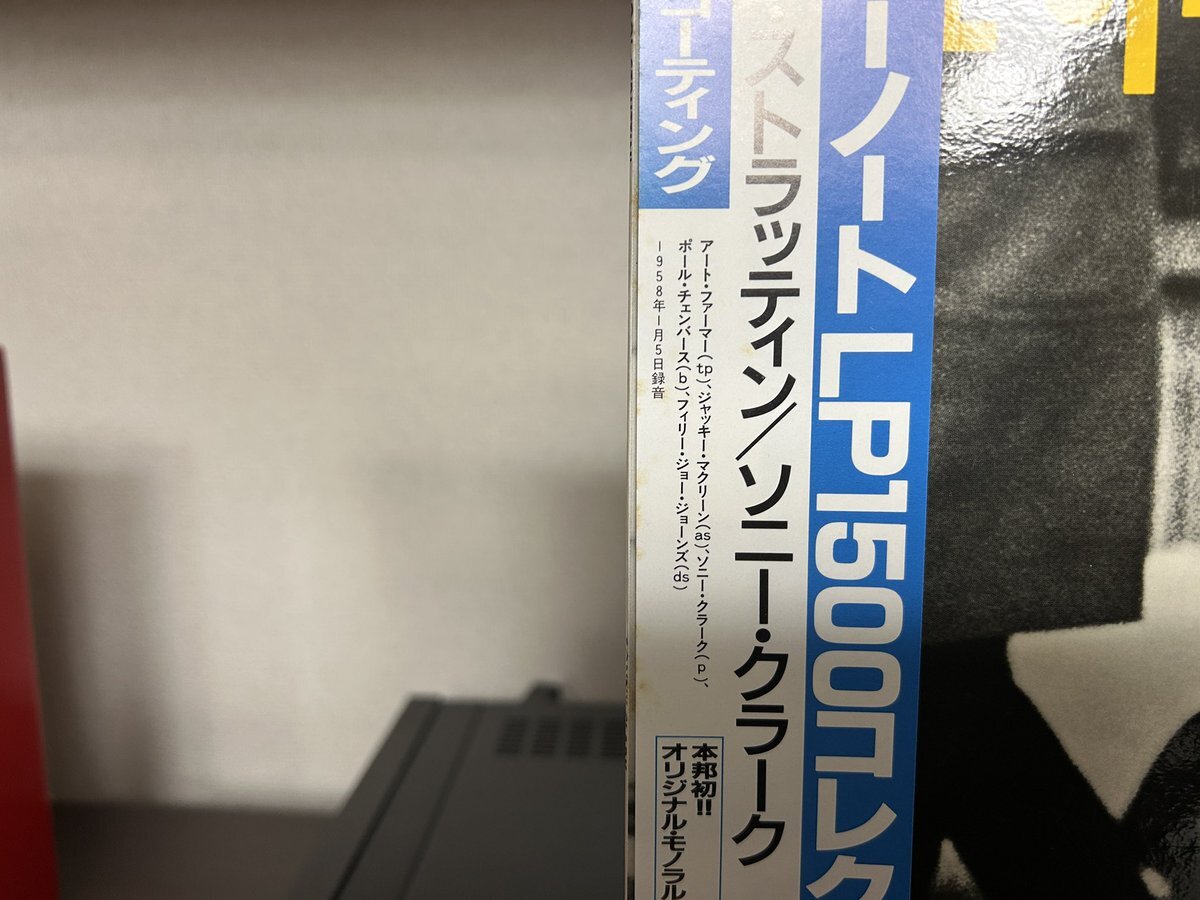 ーノート LP1500コレク
ストラッティン/ソニー・クラーク
コーティング
アート・ファーマー(tp)、ジャッキー・マクリーン(as)、ソニー・クラーク(p)、
ポール・チェンバース(b)、フィリー・ジョー・ジョーンズ(ds)
1958年1月5日録音
本邦初!!
オリジナル・モノラル